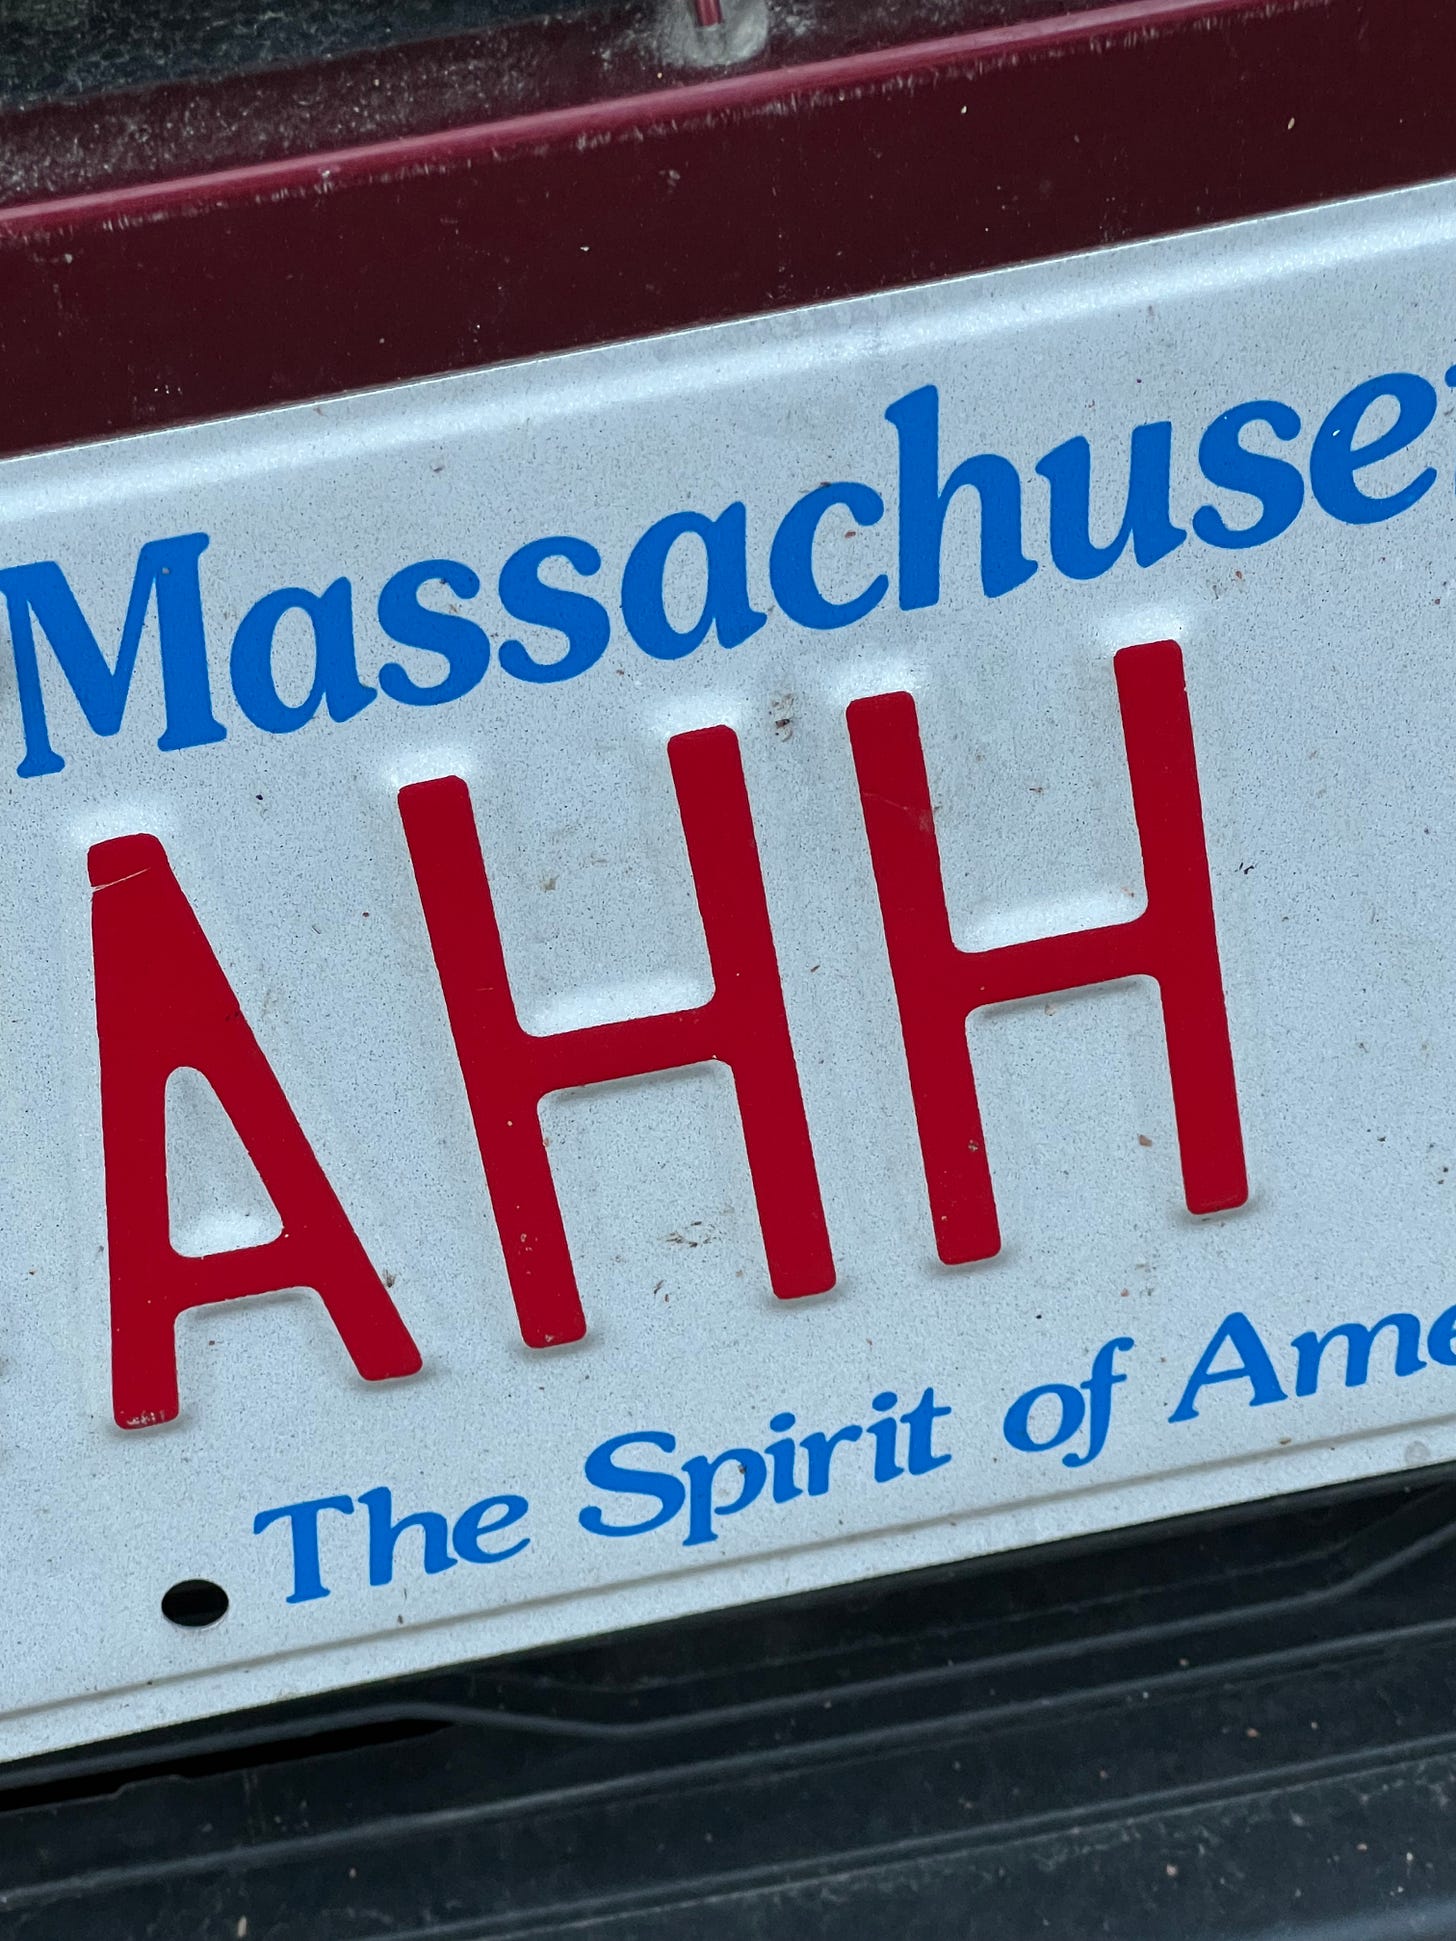 Massachuse
AHH
The Spirit of Ame